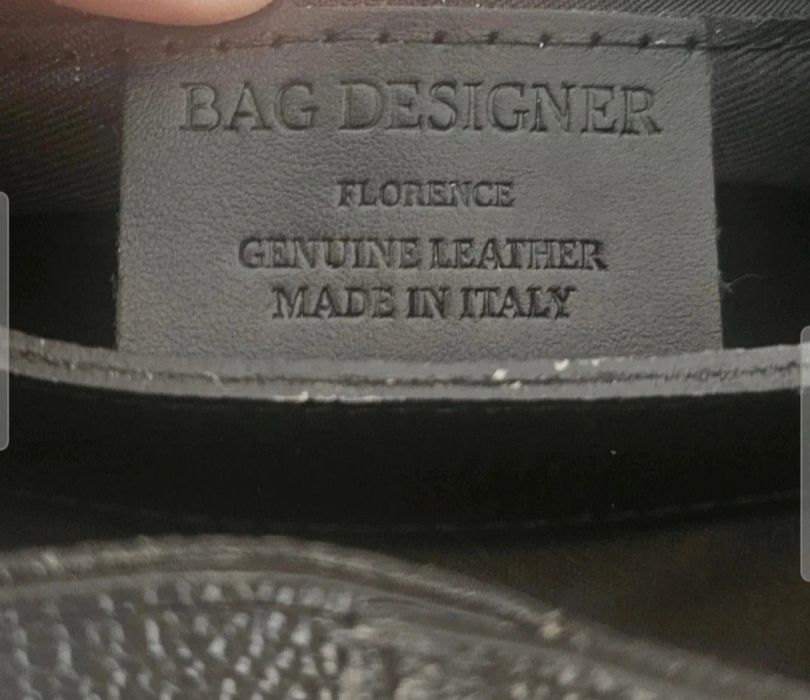 BAG DESIGNER
FLORENCE
GENUINE LEATHER
MADE IN ITALY